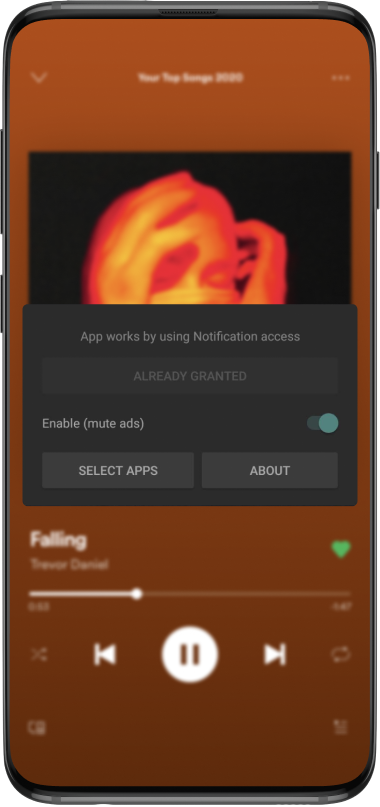 Your Top Songs 2020
App works by using Notification access
ALREADY GRANTED
Enable (mute ads)
SELECT APPS
ABOUT
Falling
Trevor Daniel
0:53
-1:47